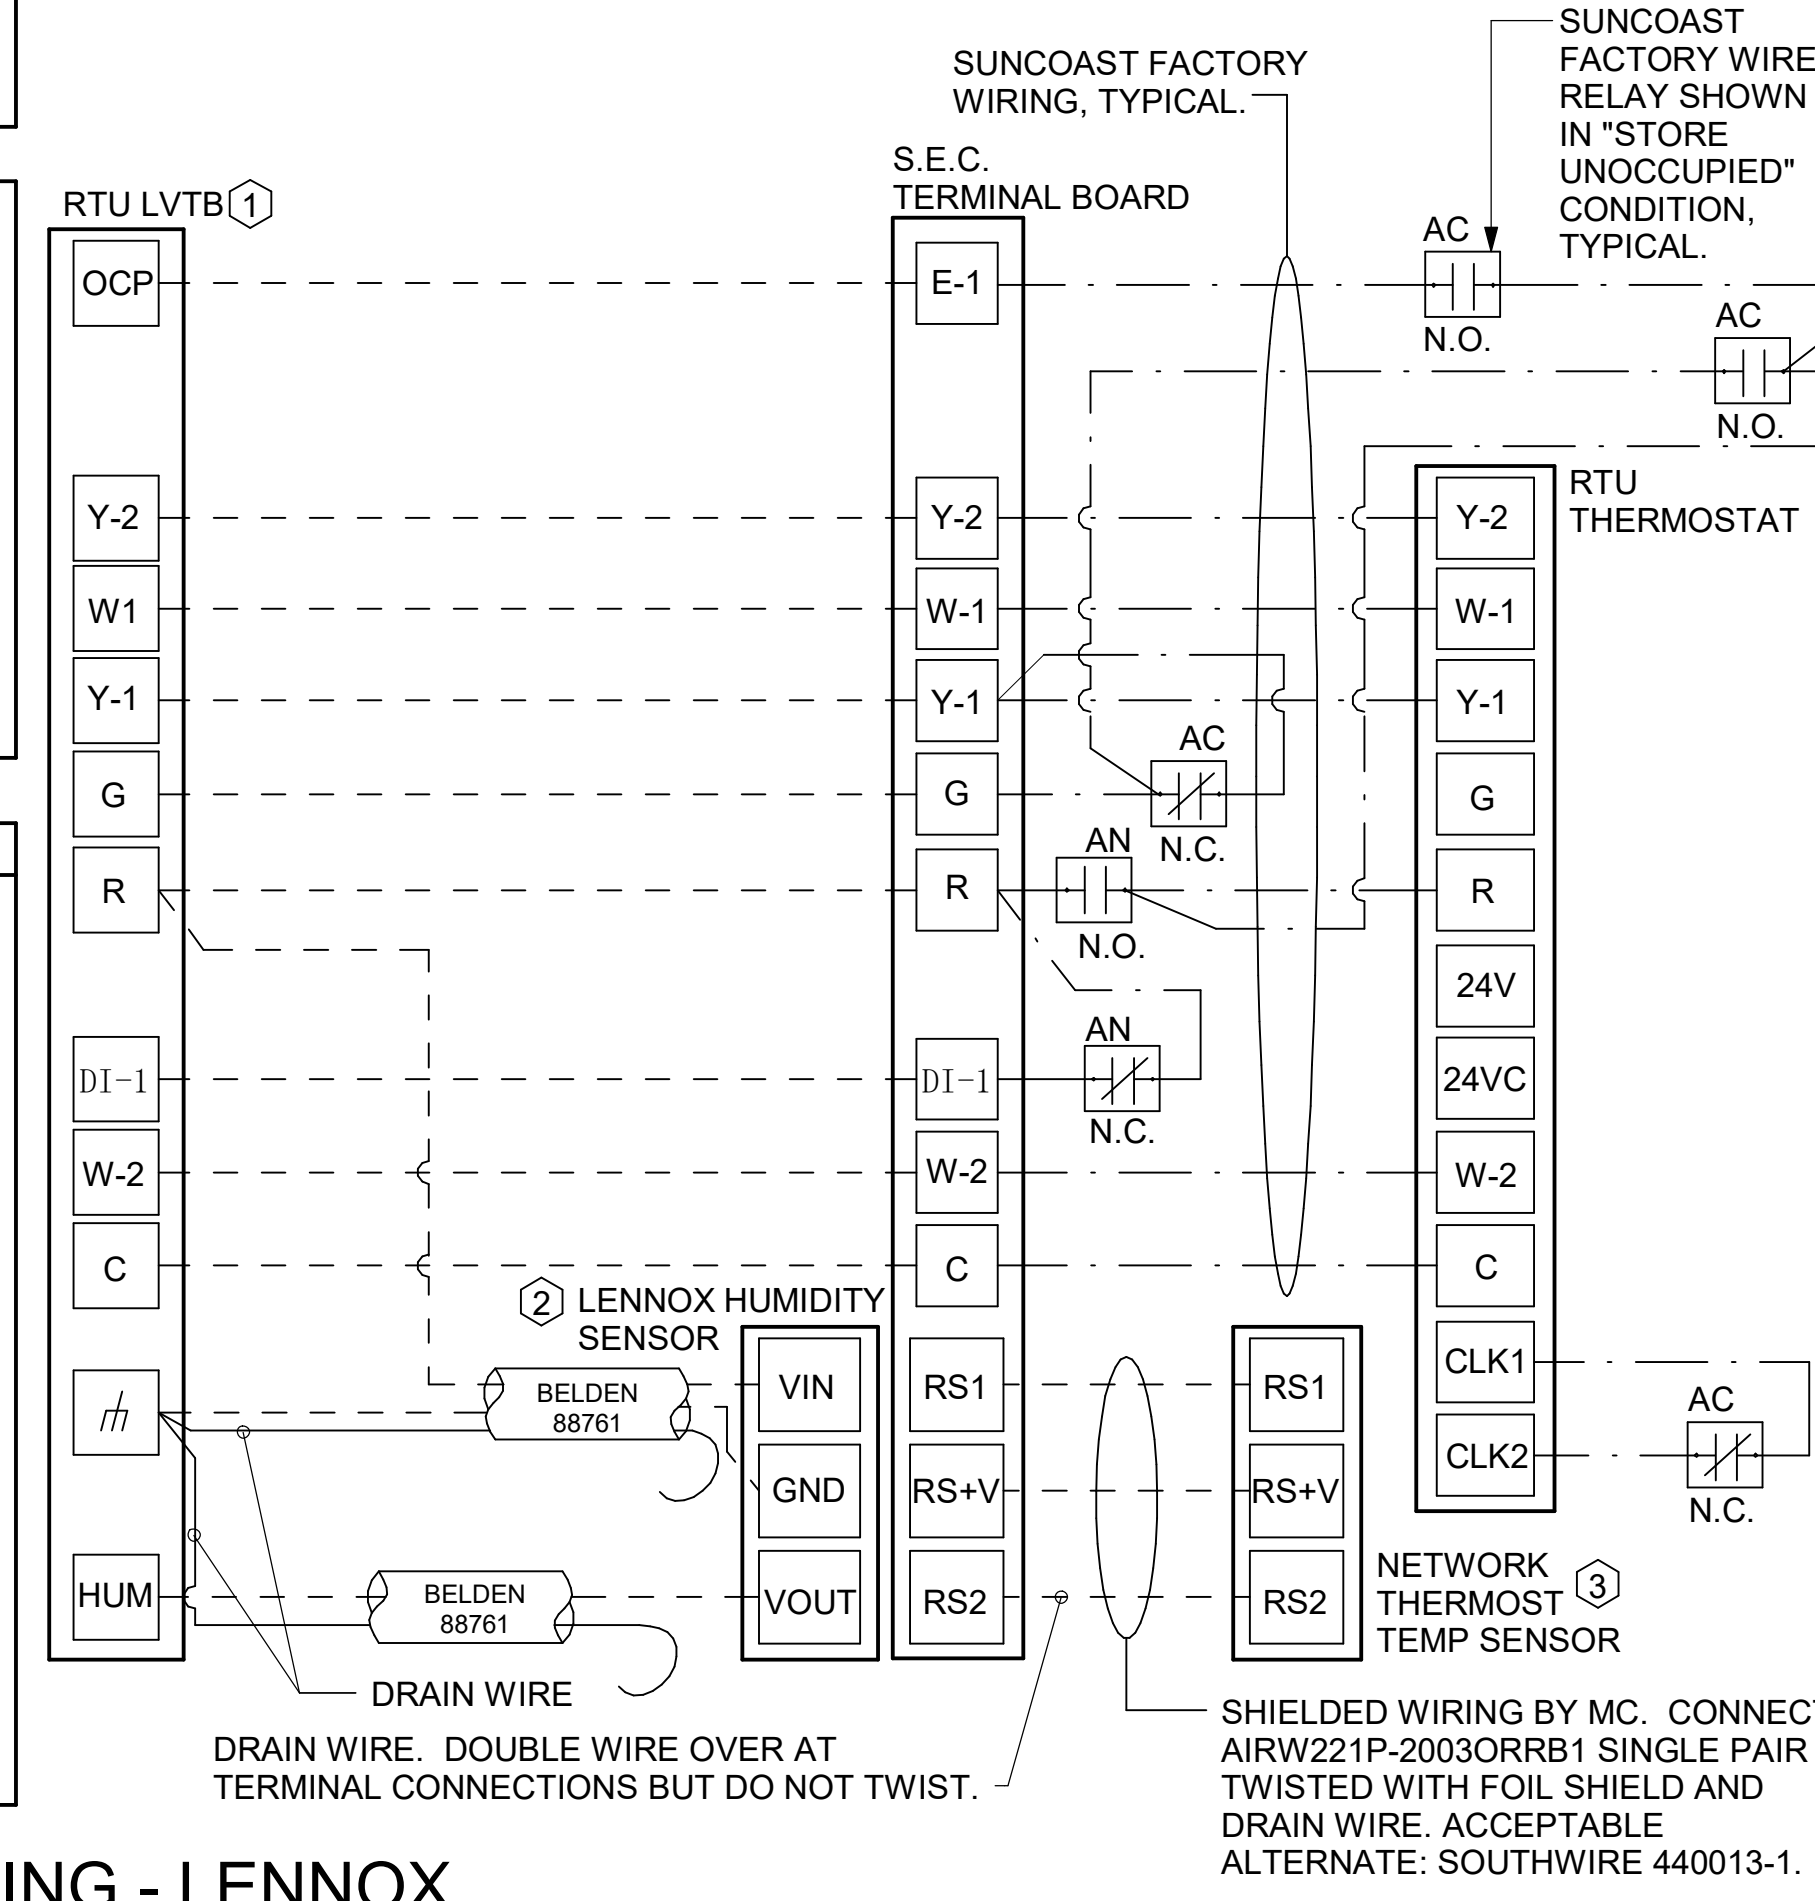 SUNCOAST
FACTORY WIRE
RELAY SHOWN
IN "STORE
UNOCCUPIED"
CONDITION,
TYPICAL.
SUNCOAST FACTORY
WIRING, TYPICAL.
S.E.C.
TERMINAL BOARD
RTU LVTB 1
AC
OCP
E-1
N.O.
AC
N.O.
RTU
THERMOSTAT
Y-2
Y-2
Y-2
W1
W-1
W-1
Y-1
Y-1
Y-1
AC
G
G
G
N.C.
AN
R
R
R
N.O.
24V
AN
DI-1
DI-1
24VC
N.C.
W-2
W-2
W-2
C
C
C
2 LENNOX HUMIDITY
SENSOR
CLK1
BELDEN
88761
VIN
RS1
RS1
AC
CLK2
GND
RS+V
RS+V
N.C.
HUM
BELDEN
88761
VOUT
RS2
RS2
NETWORK
THERMOST 3
TEMP SENSOR
DRAIN WIRE
DRAIN WIRE. DOUBLE WIRE OVER AT
TERMINAL CONNECTIONS BUT DO NOT TWIST.
SHIELDED WIRING BY MC. CONNECT
AIRW221P-2003ORRB1 SINGLE PAIR
TWISTED WITH FOIL SHIELD AND
DRAIN WIRE. ACCEPTABLE
ALTERNATE: SOUTHWIRE 440013-1.
ING - LENNOX